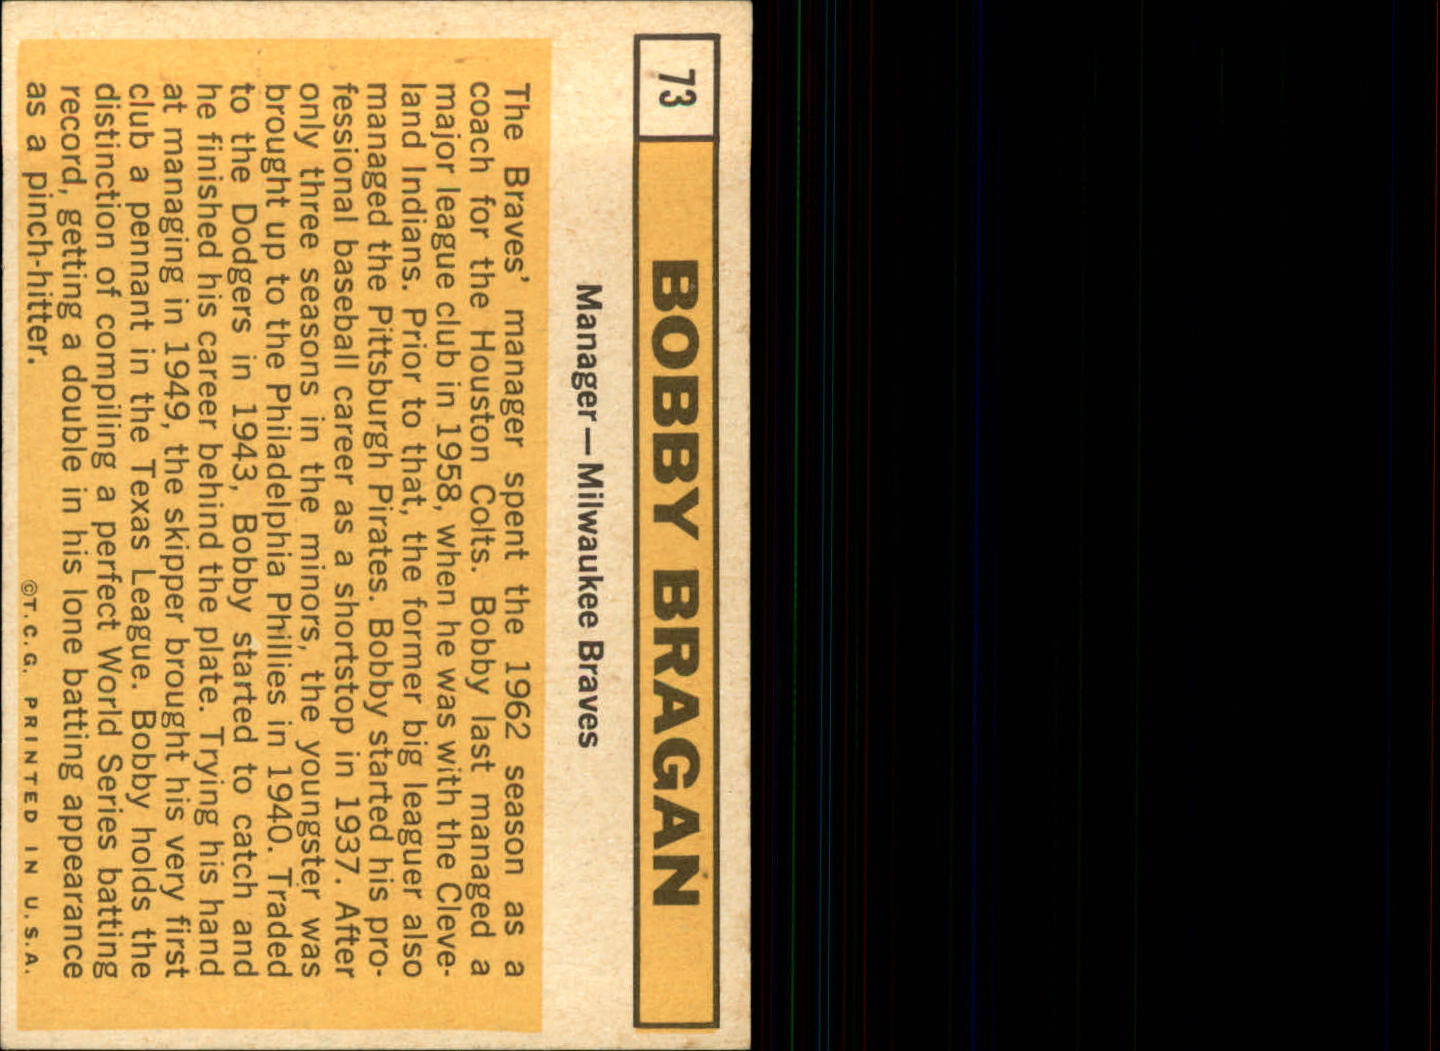 73
BOBBY BRAGAN
Manager—Milwaukee Braves
The Braves’ manager spent the 1962 season as a
coach for the Houston Colts. Bobby last managed a
major league club in 1958, when he was with the Cleve-
land Indians. Prior to that, the former big leaguer also
managed the Pittsburgh Pirates. Bobby started his pro-
fessional baseball career as a shortstop in 1937. After
only three seasons in the minors, the youngster was
brought up to the Philadelphia Phillies in 1940. Traded
to the Dodgers in 1943, Bobby started to catch and
he finished his career behind the plate. Trying his hand
at managing in 1949, the skipper brought his very first
club a pennant in the Texas League. Bobby holds the
distinction of compiling a perfect World Series batting
record, getting a double in his lone batting appearance
as a pinch-hitter.
©T.C.G. PRINTED IN U.S.A.